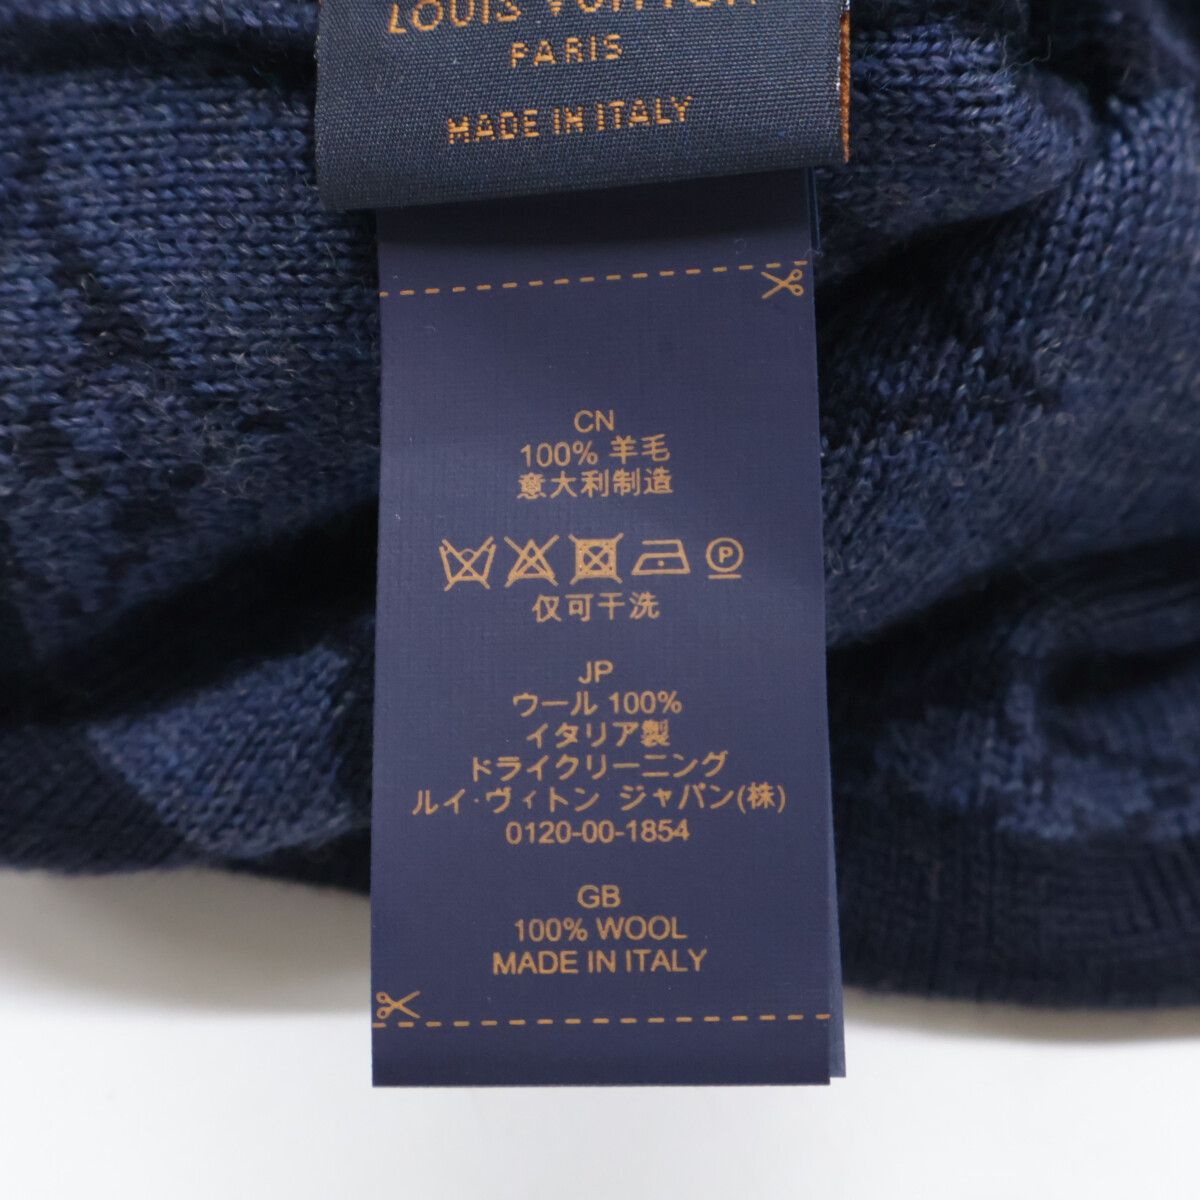 LOUIS VUITTON
PARIS
MADE IN ITALY
CN
100% 羊毛
意大利制造
P
仅可干洗
JP
ウール 100%
イタリア製
ドライクリーニング
ルイ・ヴィトン ジャパン(株)
0120-00-1854
GB
100% WOOL
MADE IN ITALY